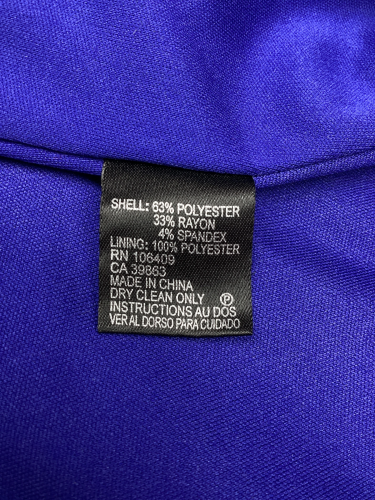 SHELL: 63% POLYESTER
33% RAYON
4% SPANDEX
LINING: 100% POLYESTER
RN 106409
CA 39863
MADE IN CHINA
DRY CLEAN ONLY Ⓟ
INSTRUCTIONS AU DOS
VER AL DORSO PARA CUIDADO